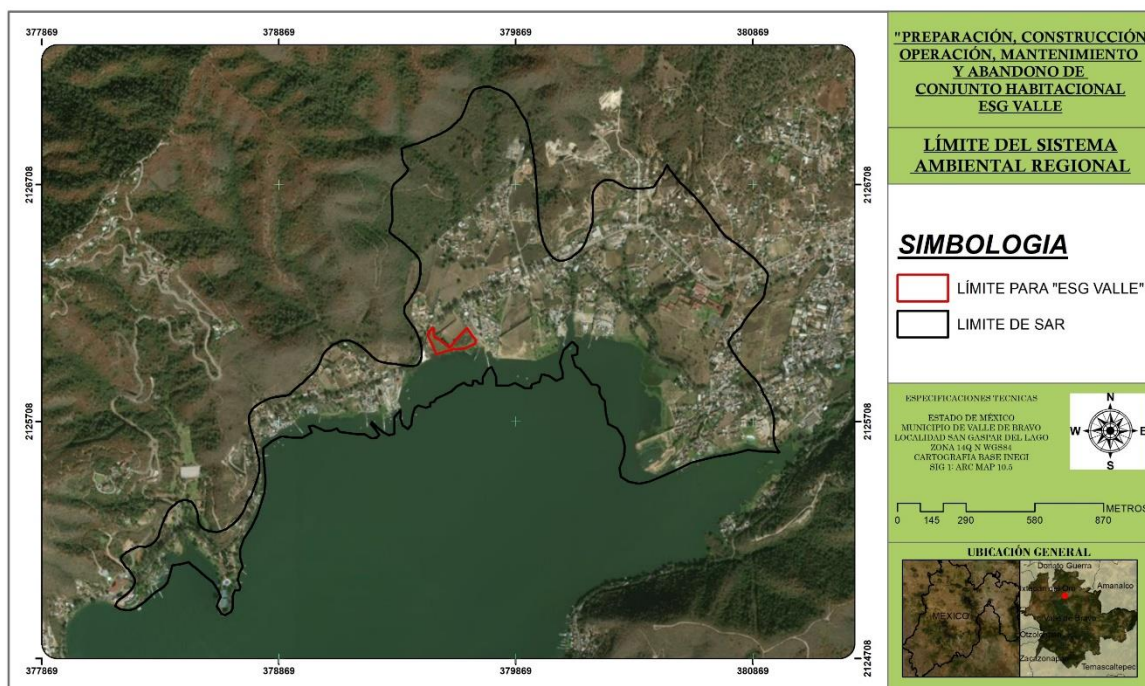 377869
378869
379869
380869
2126708
2126708
2125708
2125708
2124708
377869
378869
379869
380869
"PREPARACIÓN, CONSTRUCCIÓN
OPERACIÓN, MANTENIMIENTO
Y ABANDONO DE
CONJUNTO HABITACIONAL
ESG VALLE
LÍMITE DEL SISTEMA
AMBIENTAL REGIONAL
SIMBOLOGIA
LÍMITE PARA "ESG VALLE"
LIMITE DE SAR
ESPECIFICACIONES TECNICAS
ESTADO DE MÉXICO
MUNICIPIO DE VALLE DE BRAVO
LOCALIDAD SAN GASPAR DEL LAGO
ZONA 14Q N WGS84
CARTOGRAFIA BASE INEGI
SIG 1: ARC MAP 10.5
N
W E
S
METROS
0 145 290 580 870
UBICACIÓN GENERAL
MEXICO
Donato Guerra
Amanalco
de Bravo
Otzoloapan
Zacazonapan
Temascaltepec